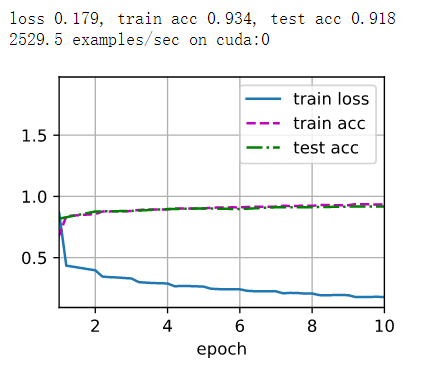 loss 0.179, train acc 0.934, test acc 0.918
2529.5 examples/sec on cuda:0
train loss
train acc
test acc
1.5
1.0
0.5
2 4 6 8 10
epoch